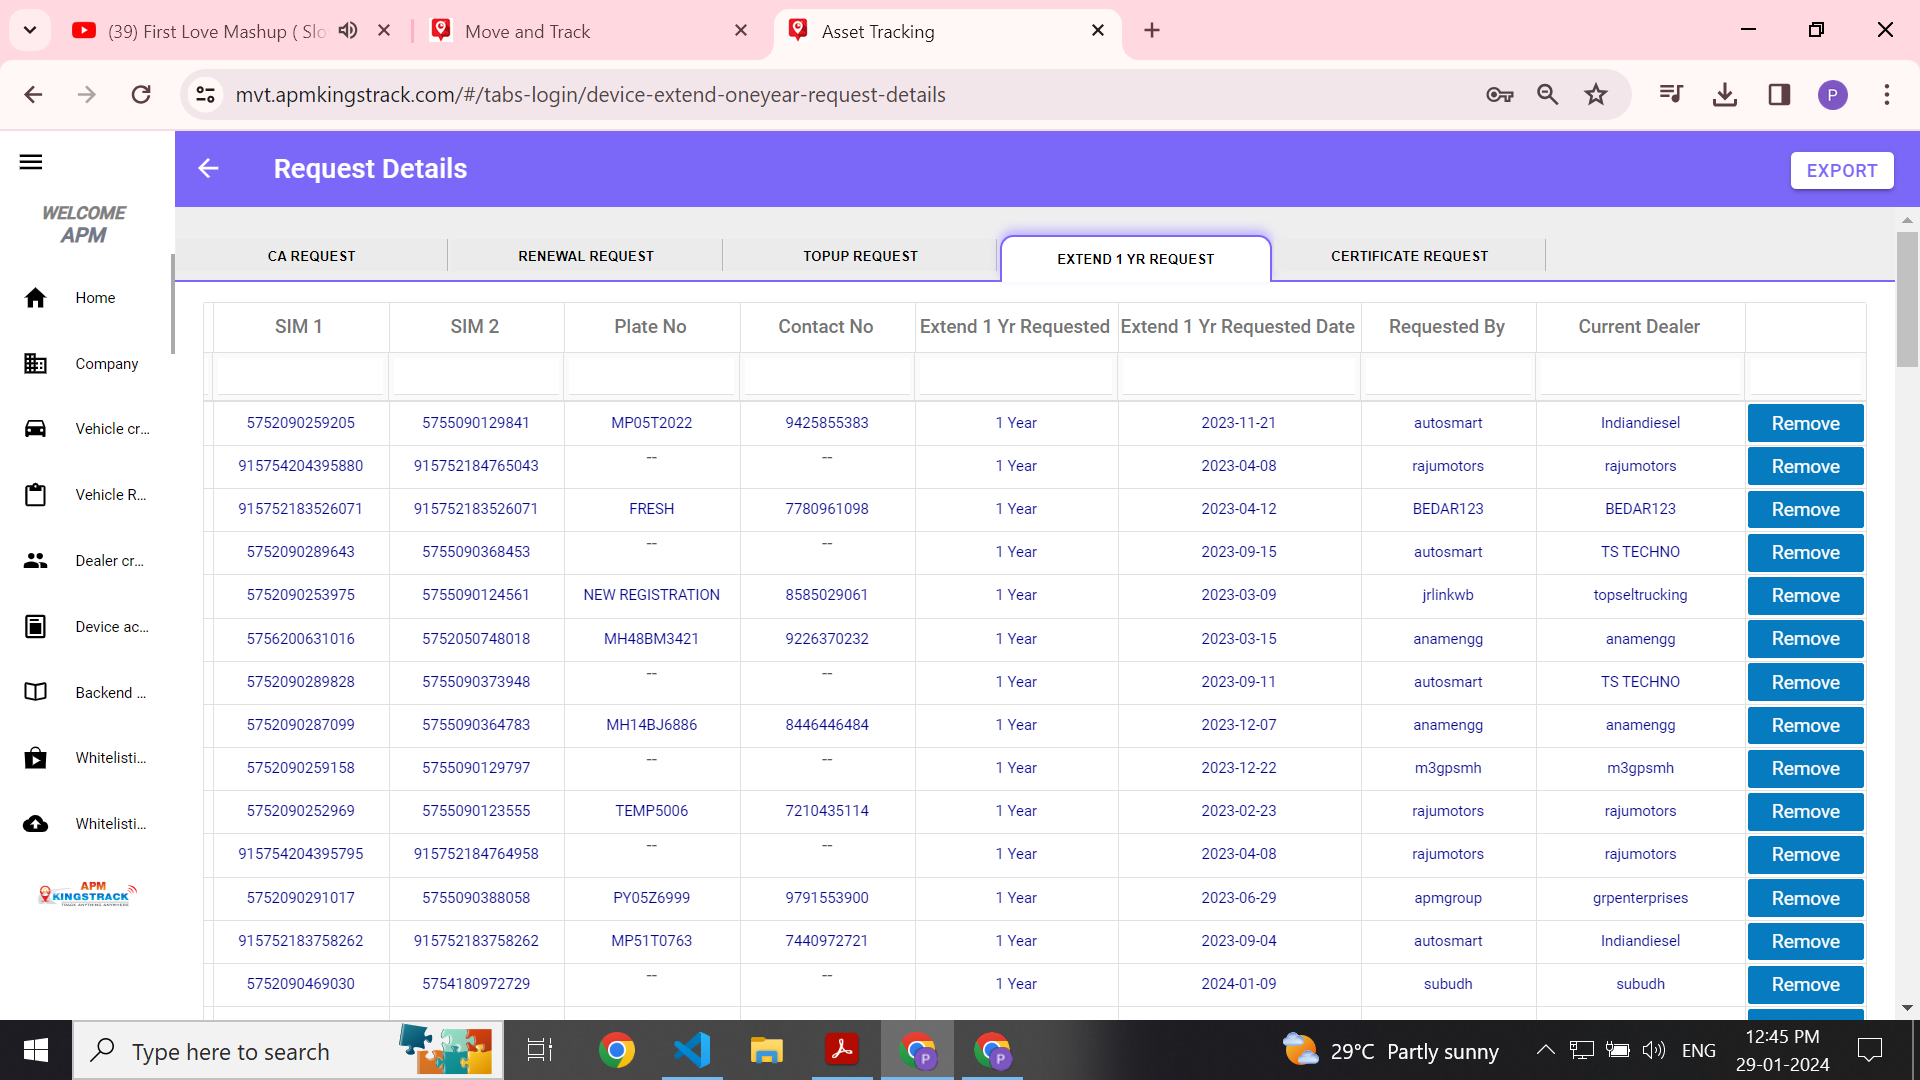 (39) First Love Mashup ( Slo
Move and Track
Asset Tracking
mvt.apmkingstrack.com/#/tabs-login/device-extend-oneyear-request-details
P
WELCOME
APM
Home
Company
Vehicle cr...
Vehicle R...
Dealer cr...
Device ac...
Backend ...
Whitelisti...
Whitelisti...
APM
KINGSTRACK
Request Details
EXPORT
CA REQUEST RENEWAL REQUEST TOPUP REQUEST EXTEND 1 YR REQUEST CERTIFICATE REQUEST
SIM 1 SIM 2 Plate No Contact No Extend 1 Yr Requested Extend 1 Yr Requested Date Requested By Current Dealer
5752090259205 5755090129841 MP05T2022 9425855383 1 Year 2023-11-21 autosmart Indiandiesel Remove
915754204395880 915752184765043 -- -- 1 Year 2023-04-08 rajumotors rajumotors Remove
915752183526071 915752183526071 FRESH 7780961098 1 Year 2023-04-12 BEDAR123 BEDAR123 Remove
5752090289643 5755090368453 -- -- 1 Year 2023-09-15 autosmart TS TECHNO Remove
5752090253975 5755090124561 NEW REGISTRATION 8585029061 1 Year 2023-03-09 jrlinkwb topseltrucking Remove
5756200631016 5752050748018 MH48BM3421 9226370232 1 Year 2023-03-15 anamengg anamengg Remove
5752090289828 5755090373948 -- -- 1 Year 2023-09-11 autosmart TS TECHNO Remove
5752090287099 5755090364783 MH14BJ6886 8446446484 1 Year 2023-12-07 anamengg anamengg Remove
5752090259158 5755090129797 -- -- 1 Year 2023-12-22 m3gpsmh m3gpsmh Remove
5752090252969 5755090123555 TEMP5006 7210435114 1 Year 2023-02-23 rajumotors rajumotors Remove
915754204395795 915752184764958 -- -- 1 Year 2023-04-08 rajumotors rajumotors Remove
5752090291017 5755090388058 PY05Z6999 9791553900 1 Year 2023-06-29 apmgroup grpenterprises Remove
915752183758262 915752183758262 MP51T0763 7440972721 1 Year 2023-09-04 autosmart Indiandiesel Remove
5752090469030 5754180972729 -- -- 1 Year 2024-01-09 subudh subudh Remove
Type here to search
P
P
29°C Partly sunny
ENG
12:45 PM
29-01-2024